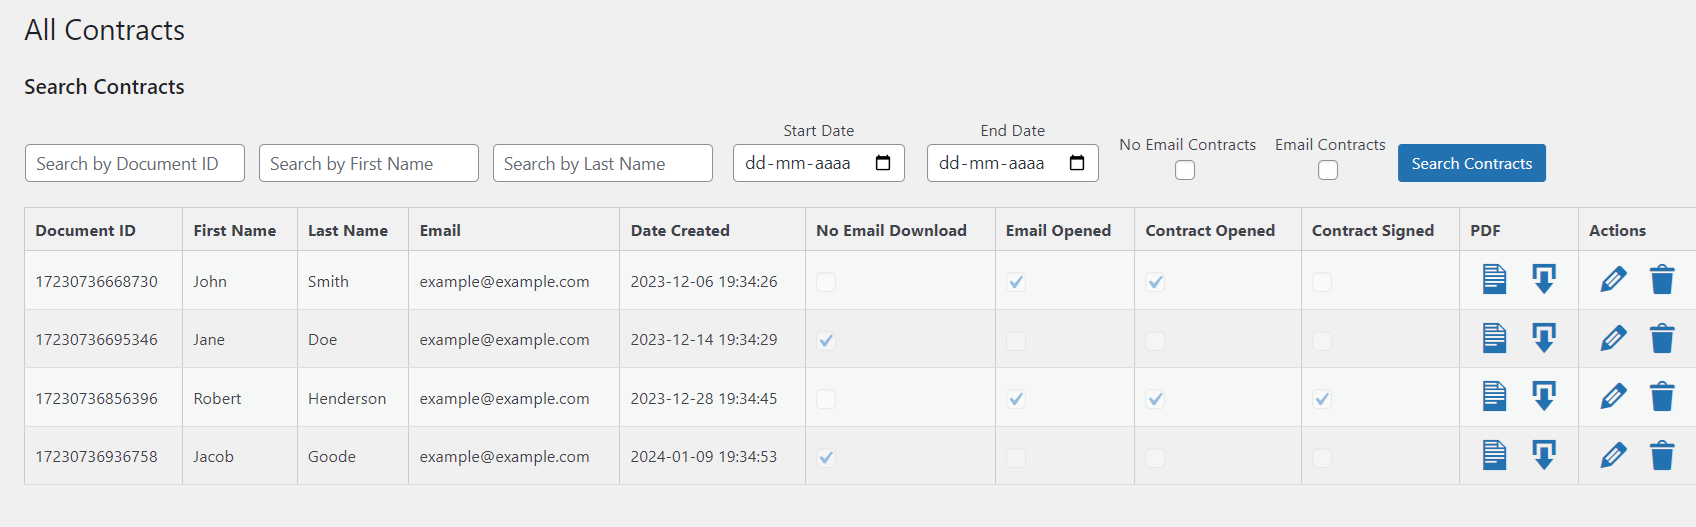 All Contracts
Search Contracts
Start Date End Date
No Email Contracts Email Contracts
Search by Document ID Search by First Name Search by Last Name dd-mm-aaaa dd-mm-aaaa Search Contracts
Document ID First Name Last Name Email Date Created No Email Download Email Opened Contract Opened Contract Signed PDF Actions
17230736668730 John Smith example@example.com 2023-12-06 19:34:26
17230736695346 Jane Doe example@example.com 2023-12-14 19:34:29
17230736856396 Robert Henderson example@example.com 2023-12-28 19:34:45
17230736936758 Jacob Goode example@example.com 2024-01-09 19:34:53